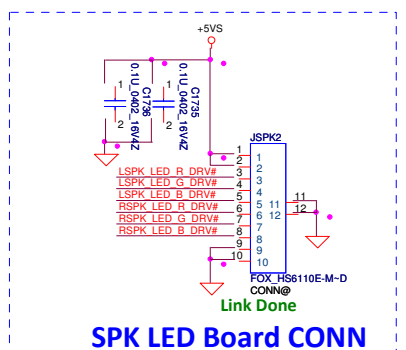 +5VS
1
2
0.1U_0402_16V4Z
C1736
1
2
0.1U_0402_16V4Z
C1735
JSPK2
1 1
2 2
LSPK_LED_R_DRV# 3 3
LSPK_LED_G_DRV# 4 4
LSPK_LED_B_DRV# 5 5
RSPK_LED_R_DRV# 6 6
RSPK_LED_G_DRV# 7 7
RSPK_LED_B_DRV# 8 8
9 9
10 10
11 11
12 12
FOX_HS6110E-M~D
CONN@
Link Done
SPK LED Board CONN